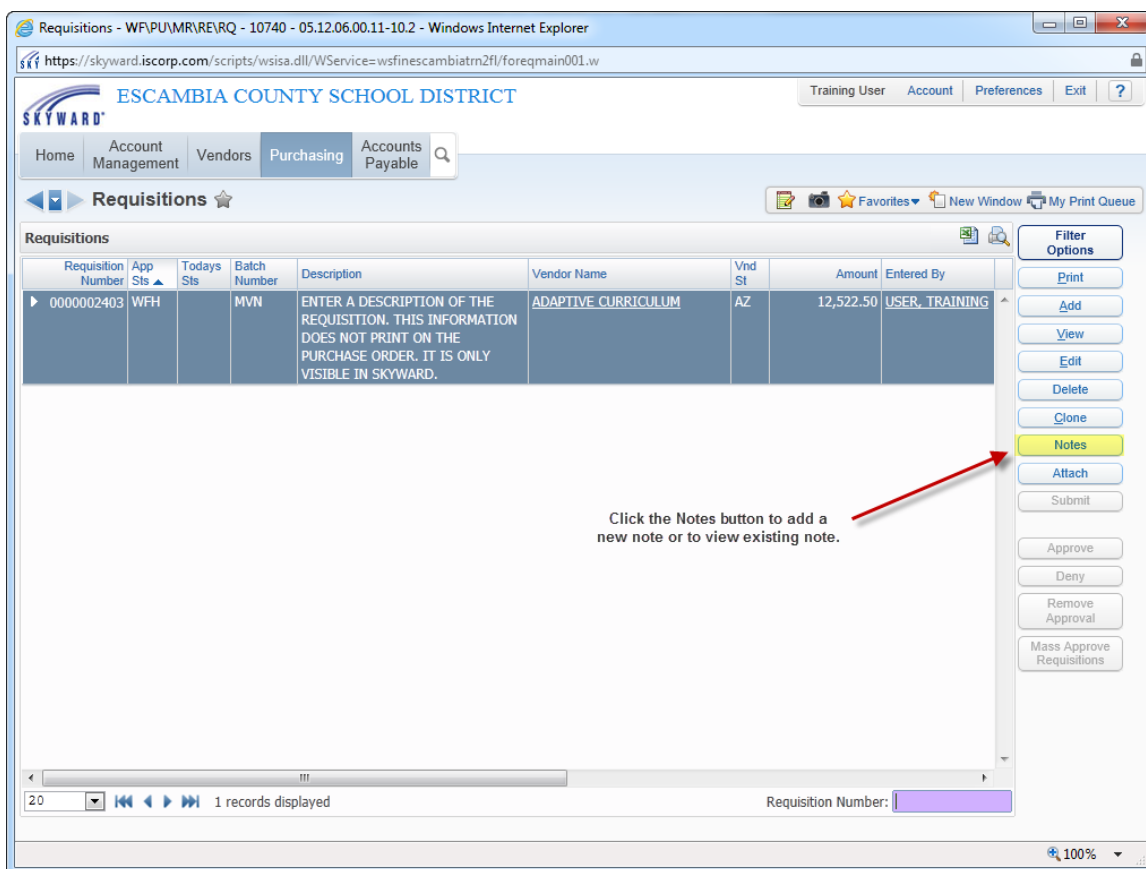 Requisitions - WF\PU\MR\RE\RQ - 10740 - 05.12.06.00.11-10.2 - Windows Internet Explorer
https://skyward.iscorp.com/scripts/wsisa.dll/WService=wsfinescambiatrn2fl/foreqmain001.w
SKYWARD
ESCAMBIA COUNTY SCHOOL DISTRICT
Training User Account Preferences Exit ?
Home Account Management Vendors Purchasing Accounts Payable
Requisitions
Favorites New Window My Print Queue
Requisitions
Requisition Number App Sts Todays Sts Batch Number Description Vendor Name Vnd St Amount Entered By
0000002403 WFH MVN ENTER A DESCRIPTION OF THE ADAPTIVE CURRICULUM AZ 12,522.50 USER, TRAINING
REQUISITION. THIS INFORMATION
DOES NOT PRINT ON THE
PURCHASE ORDER. IT IS ONLY
VISIBLE IN SKYWARD.
Filter
Options
Print
Add
View
Edit
Delete
Clone
Notes
Attach
Submit
Approve
Deny
Remove
Approval
Mass Approve
Requisitions
Click the Notes button to add a
new note or to view existing note.
20 1 records displayed Requisition Number:
100%